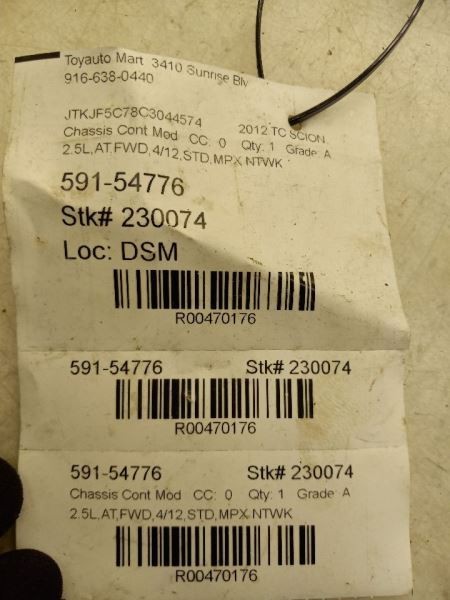 Toyauto Mart 3410 Sunrise Blv
916-638-0440
JTKJF5C78C3044574 2012 TC SCION
Chassis Cont Mod CC: 0 Qty: 1 Grade: A
2.5L,AT,FWD,4/12,STD,MPX NTWK
591-54776
Stk# 230074
Loc: DSM
R00470176
591-54776 Stk# 230074
R00470176
591-54776 Stk# 230074
Chassis Cont Mod CC: 0 Qty: 1 Grade: A
2.5L,AT,FWD,4/12,STD,MPX NTWK
R00470176